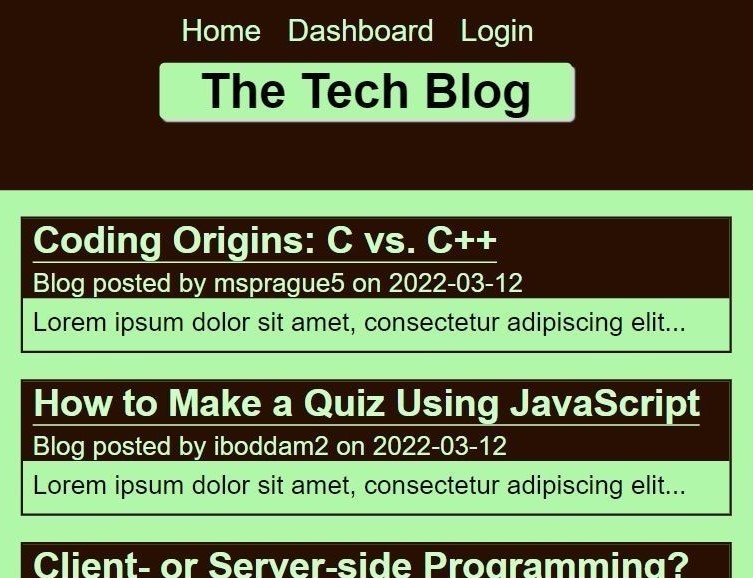 Home Dashboard Login
The Tech Blog
Coding Origins: C vs. C++
Blog posted by msprague5 on 2022-03-12
Lorem ipsum dolor sit amet, consectetur adipiscing elit...
How to Make a Quiz Using JavaScript
Blog posted by iboddam2 on 2022-03-12
Lorem ipsum dolor sit amet, consectetur adipiscing elit...
Client- or Server-side Programming?